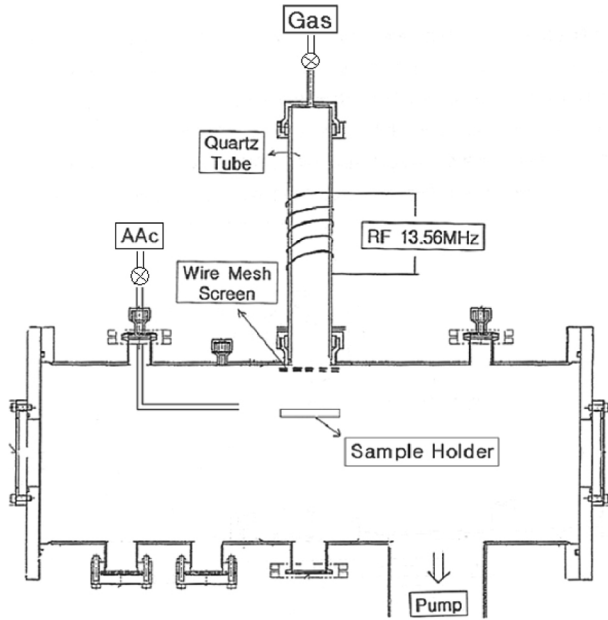 Gas
Quartz
Tube
RF 13.56MHz
AAc
Wire Mesh
Screen
Sample Holder
Pump